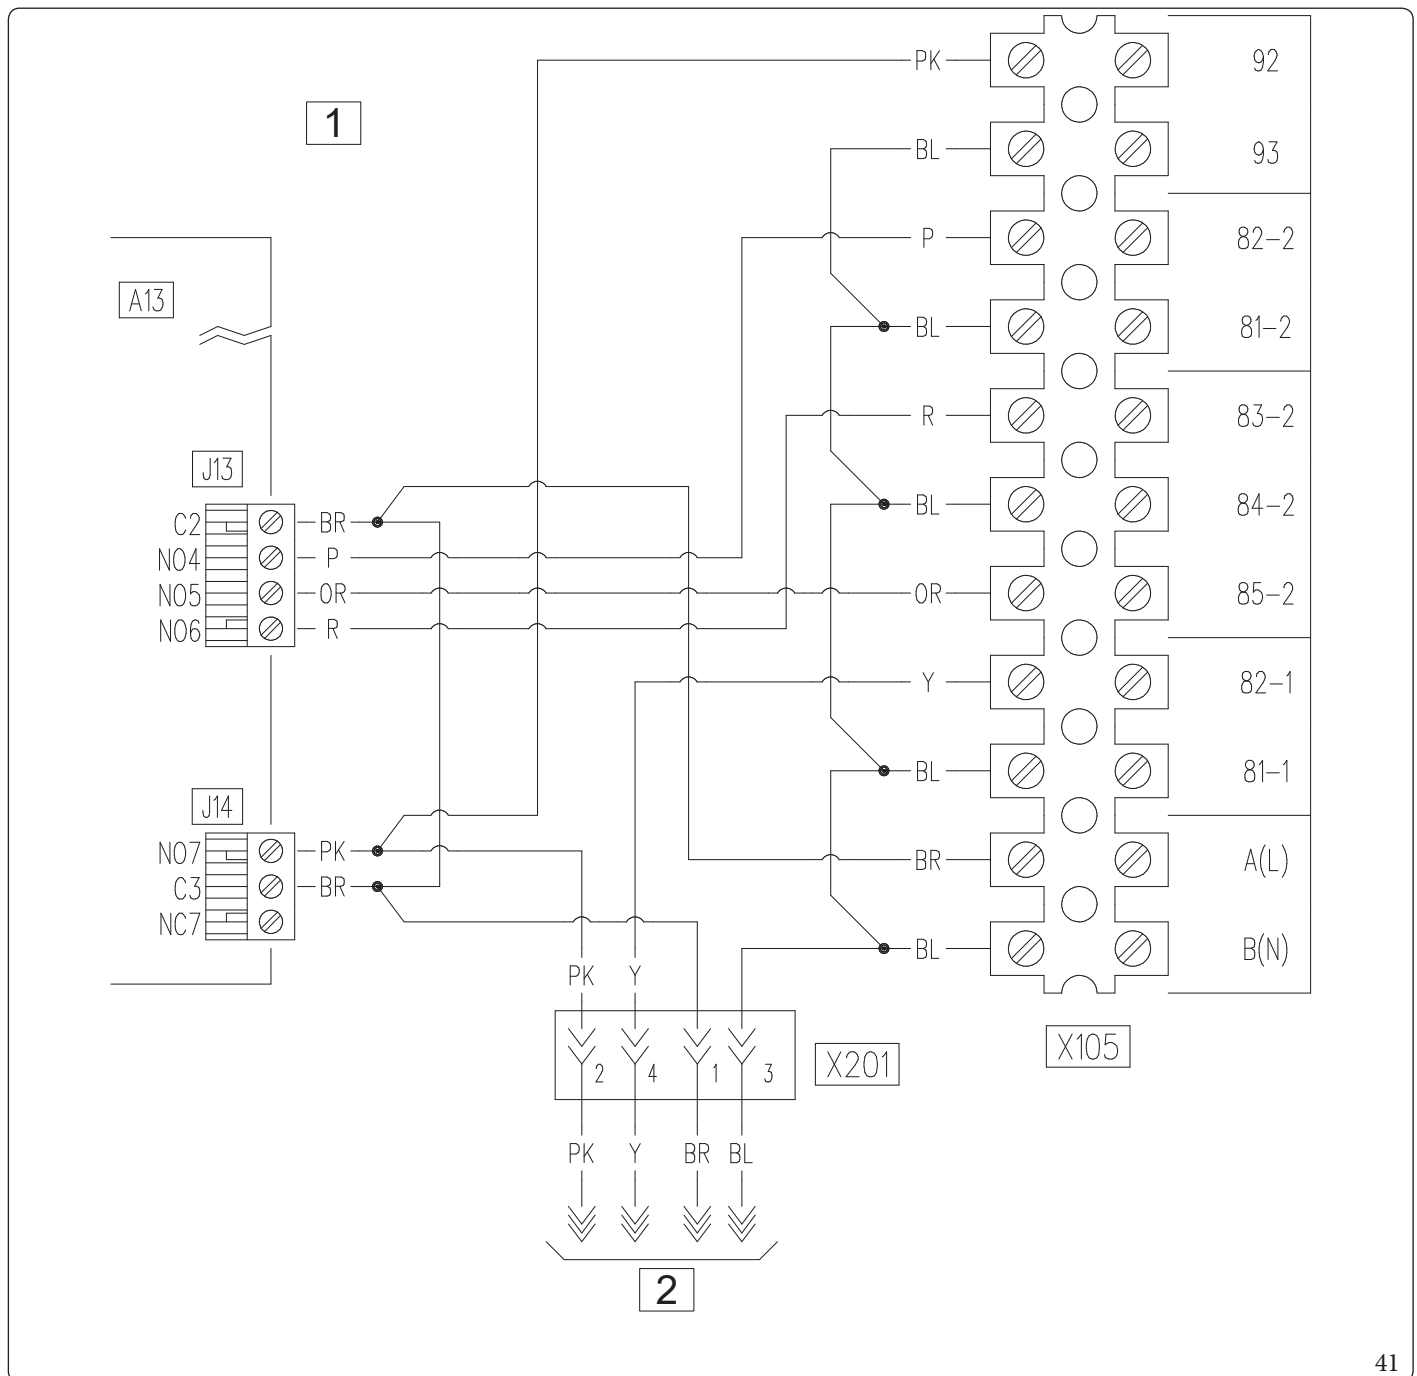 PK 92
1
BL 93
P 82-2
A13
BL 81-2
R 83-2
J13
BL 84-2
C2 BR
NO4 P
NO5 OR OR 85-2
NO6 R
Y 82-1
BL 81-1
J14
NO7 PK BR A(L)
C3 BR
NC7
BL B(N)
PK Y
X105
X201
2 4 1 3
PK Y BR BL
2
41